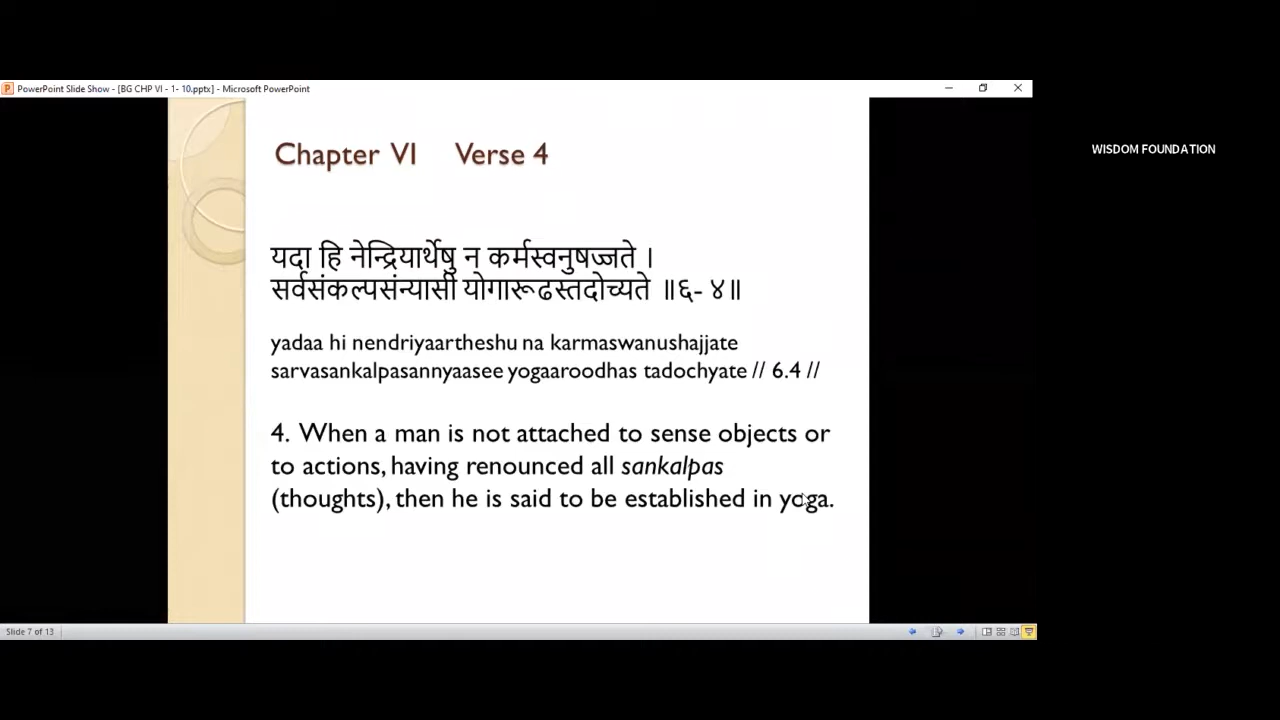 PowerPoint Slide Show - [BG CHP VI - 1- 10.pptx] - Microsoft PowerPoint
WISDOM FOUNDATION
Chapter VI Verse 4
यदा हि नेन्द्रियार्थेषु न कर्मस्वनुषज्जते ।
सर्वसंकल्पसंन्यासी योगारूढस्तदोच्यते ॥६- ४॥
yadaa hi nendriyaartheshu na karmaswanushajjate
sarvasankalpasannyaasee yogaaroodhas tadochyate // 6.4 //
4. When a man is not attached to sense objects or
to actions, having renounced all sankalpas
(thoughts), then he is said to be established in yoga.
Slide 7 of 13